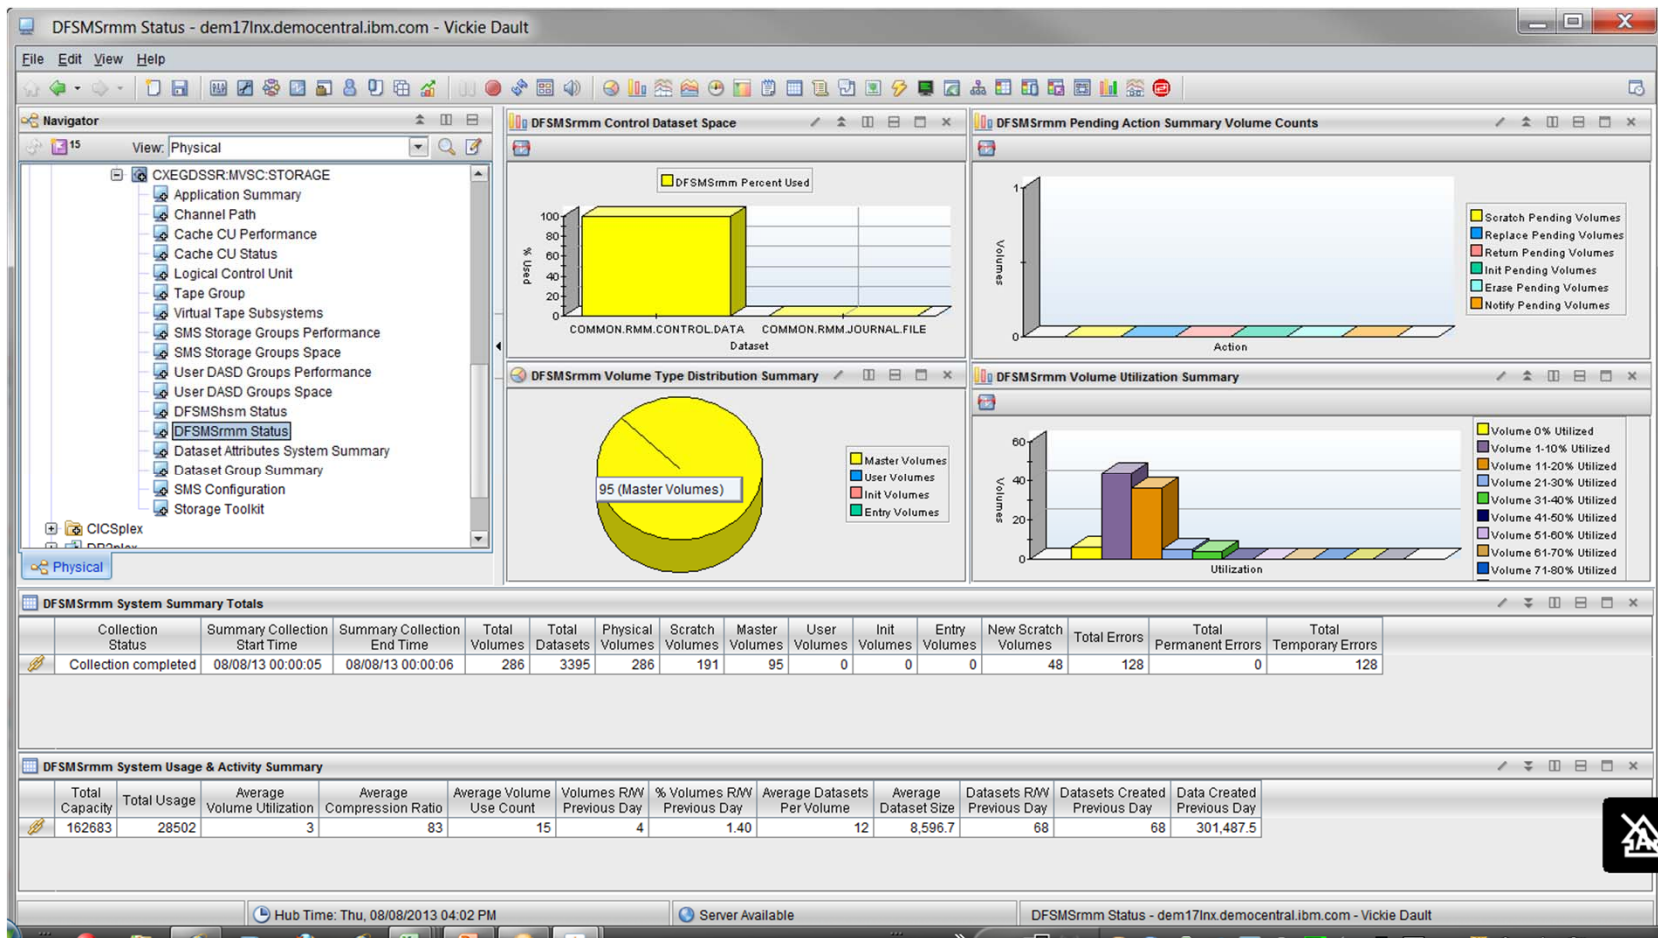 DFSMSrmm Status - dem17lnx.democentral.ibm.com - Vickie Dault
File Edit View Help
Navigator
15 View: Physical
CXEGDSSR:MVSC:STORAGE
Application Summary
Channel Path
Cache CU Performance
Cache CU Status
Logical Control Unit
Tape Group
Virtual Tape Subsystems
SMS Storage Groups Performance
SMS Storage Groups Space
User DASD Groups Performance
User DASD Groups Space
DFSMShsm Status
DFSMSrmm Status
Dataset Attributes System Summary
Dataset Group Summary
SMS Configuration
Storage Toolkit
CICSplex
DB2plex
Physical
DFSMSrmm Control Dataset Space
DFSMSrmm Percent Used
100
80
60
40
20
0
% Used
COMMON.RMM.CONTROL.DATA COMMON.RMM.JOURNAL.FILE
Dataset
DFSMSrmm Pending Action Summary Volume Counts
1
0
Volumes
Action
Scratch Pending Volumes
Replace Pending Volumes
Return Pending Volumes
Init Pending Volumes
Erase Pending Volumes
Notify Pending Volumes
DFSMSrmm Volume Type Distribution Summary
95 (Master Volumes)
Master Volumes
User Volumes
Init Volumes
Entry Volumes
DFSMSrmm Volume Utilization Summary
60
40
20
0
Volumes
Utilization
Volume 0% Utilized
Volume 1-10% Utilized
Volume 11-20% Utilized
Volume 21-30% Utilized
Volume 31-40% Utilized
Volume 41-50% Utilized
Volume 51-60% Utilized
Volume 61-70% Utilized
Volume 71-80% Utilized
DFSMSrmm System Summary Totals
Collection Summary Collection Summary Collection Total Total Physical Scratch Master User Init Entry New Scratch Total Errors Total Total
Status Start Time End Time Volumes Datasets Volumes Volumes Volumes Volumes Volumes Volumes Volumes Permanent Errors Temporary Errors
Collection completed 08/08/13 00:00:05 08/08/13 00:00:06 286 3395 286 191 95 0 0 0 48 128 0 128
DFSMSrmm System Usage & Activity Summary
Total Total Usage Average Average Average Volume Volumes R/W % Volumes R/W Average Datasets Average Datasets R/W Datasets Created Data Created
Capacity Volume Utilization Compression Ratio Use Count Previous Day Previous Day Per Volume Dataset Size Previous Day Previous Day Previous Day
162683 28502 3 83 15 4 1.40 12 8,596.7 68 68 301,487.5
Hub Time: Thu, 08/08/2013 04:02 PM Server Available DFSMSrmm Status - dem17lnx.democentral.ibm.com - Vickie Dault